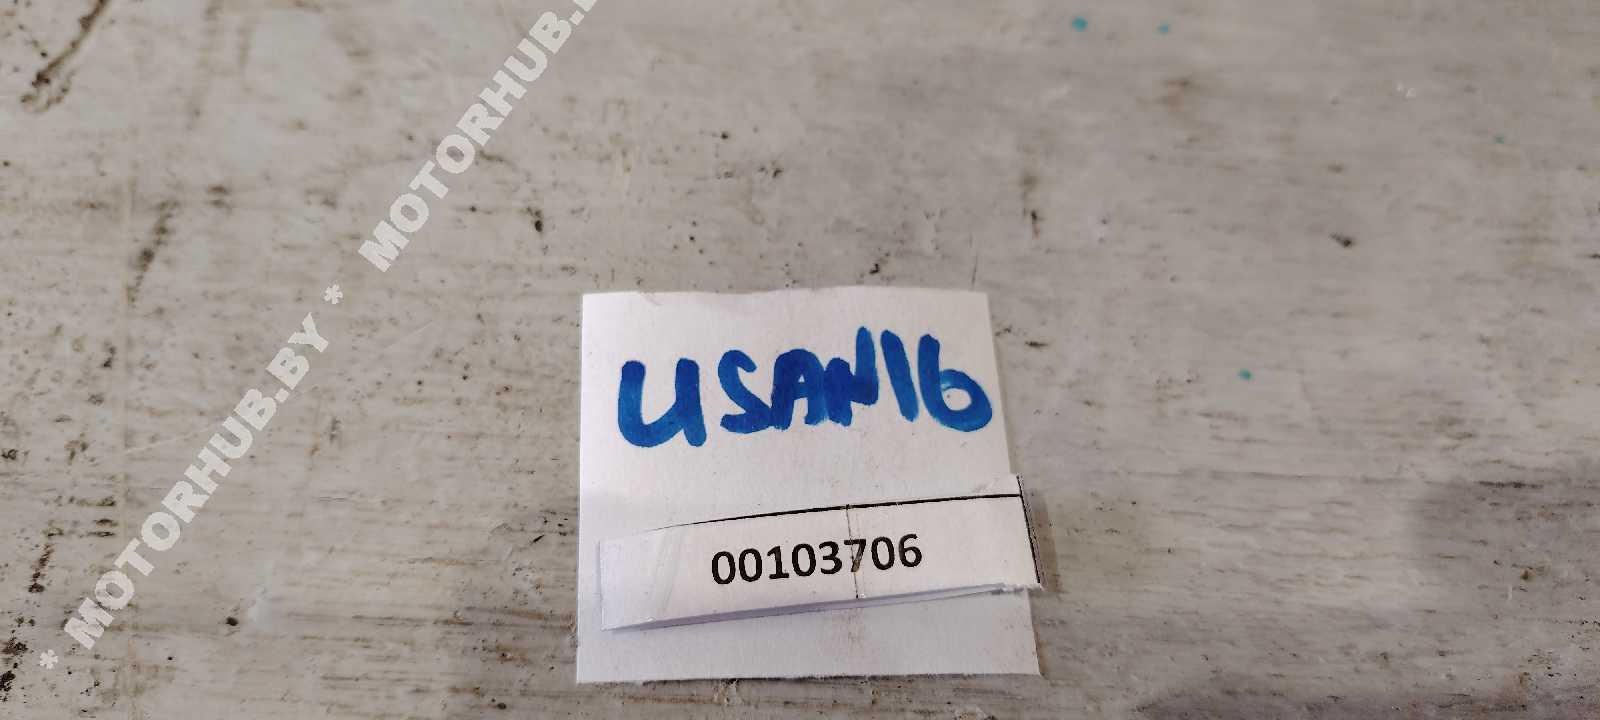 * MOTORHUB.BY * MOTORHUB.
USAN16
00103706